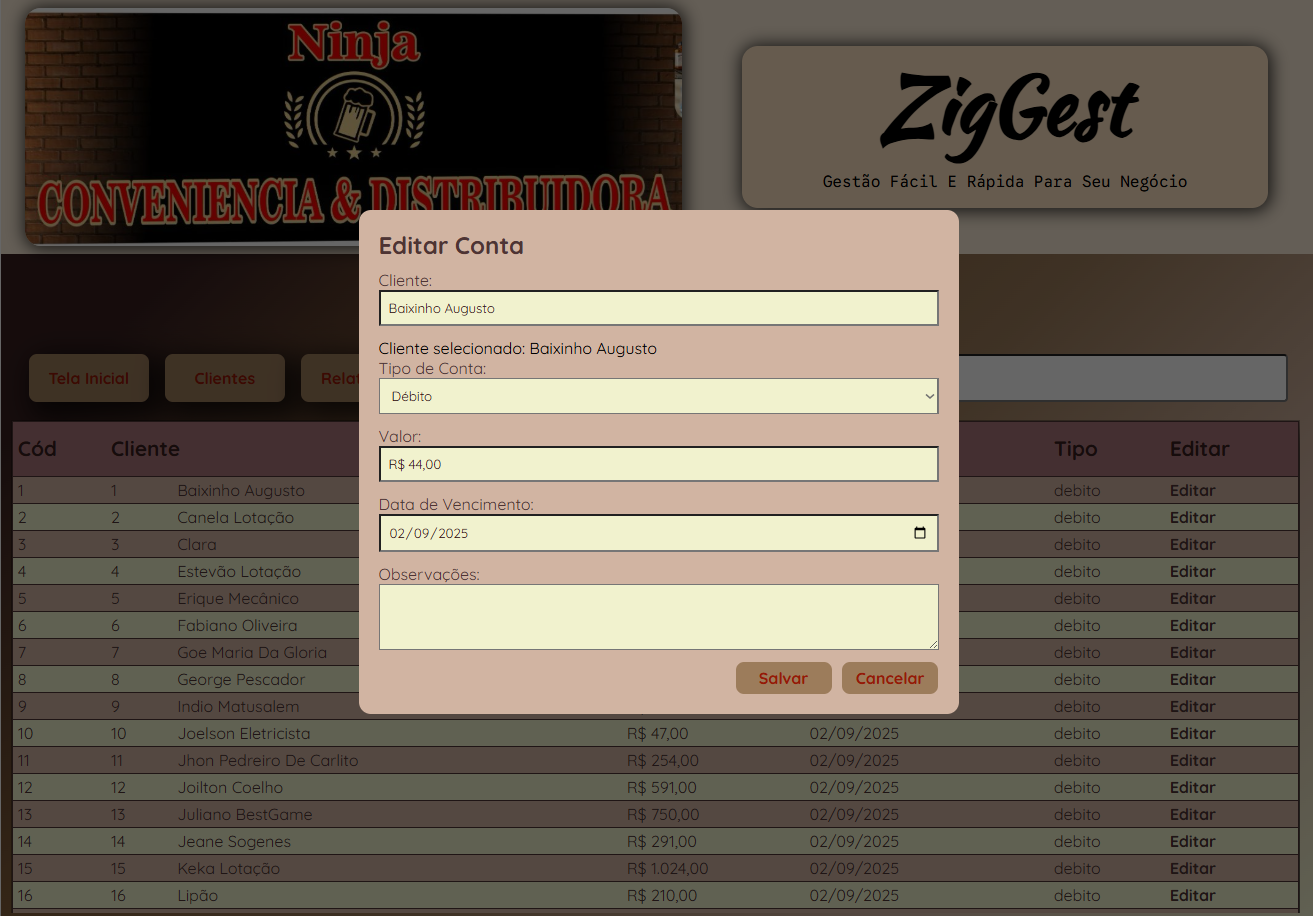 Ninja
CONVENIENCIA & DISTRIBUIDORA
ZigGest
Gestão Fácil E Rápida Para Seu Negócio
Editar Conta
Cliente:
Baixinho Augusto
Cliente selecionado: Baixinho Augusto
Tipo de Conta:
Débito
Valor:
R$ 44,00
Data de Vencimento:
02/09/2025
Observações:
Salvar Cancelar
Tela Inicial Clientes
Cód Cliente Tipo Editar
1 1 Baixinho Augusto debito Editar
2 2 Canela Lotação debito Editar
3 3 Clara debito Editar
4 4 Estevão Lotação debito Editar
5 5 Erique Mecânico debito Editar
6 6 Fabiano Oliveira debito Editar
7 7 Goe Maria Da Gloria debito Editar
8 8 George Pescador debito Editar
9 9 Indio Matusalem debito Editar
10 10 Joelson Eletricista R$ 47,00 02/09/2025 debito Editar
11 11 Jhon Pedreiro De Carlito R$ 254,00 02/09/2025 debito Editar
12 12 Joilton Coelho R$ 591,00 02/09/2025 debito Editar
13 13 Juliano BestGame R$ 750,00 02/09/2025 debito Editar
14 14 Jeane Sogenes R$ 291,00 02/09/2025 debito Editar
15 15 Keka Lotação R$ 1.024,00 02/09/2025 debito Editar
16 16 Lipão R$ 210,00 02/09/2025 debito Editar